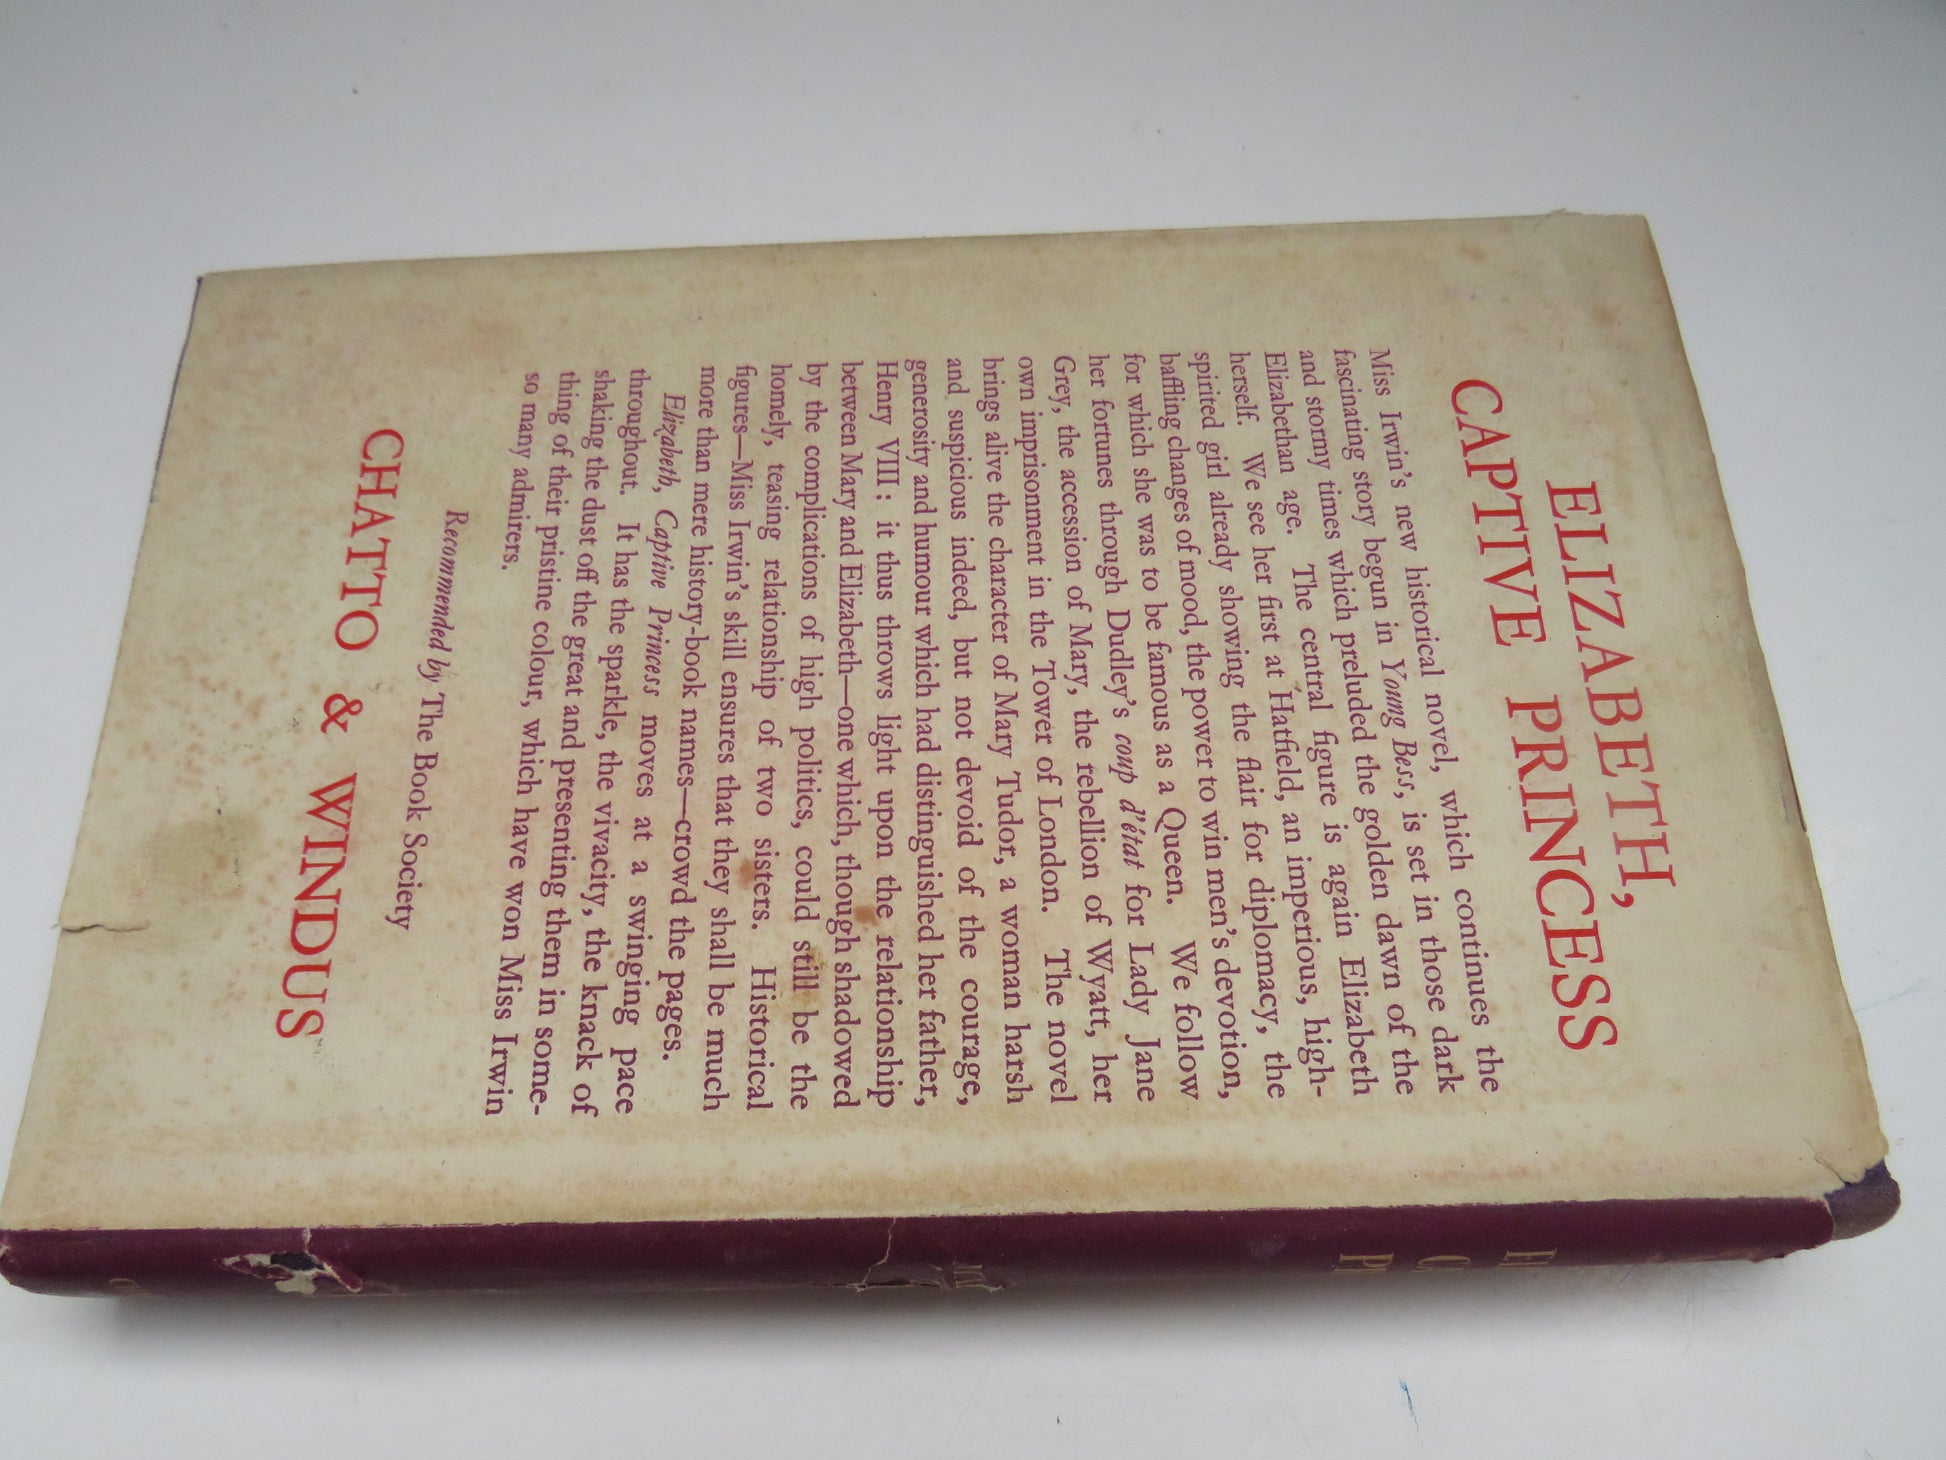 ELIZABETH,
CAPTIVE PRINCESS
Miss Irwin's new historical novel, which continues the
fascinating story begun in Young Bess, is set in those dark
and stormy times which preluded the golden dawn of the
Elizabethan age. The central figure is again Elizabeth
herself. We see her first at Hatfield, an imperious, high-
spirited girl already showing the flair for diplomacy, the
baffling changes of mood, the power to win men's devotion,
for which she was to be famous as a Queen. We follow
her fortunes through Dudley's coup d'état for Lady Jane
Grey, the accession of Mary, the rebellion of Wyatt, her
own imprisonment in the Tower of London. The novel
brings alive the character of Mary Tudor, a woman harsh
and suspicious indeed, but not devoid of the courage,
generosity and humour which had distinguished her father,
Henry VIII: it thus throws light upon the relationship
between Mary and Elizabeth—one which, though shadowed
by the complications of high politics, could still be the
homely, teasing relationship of two sisters. Historical
figures—Miss Irwin's skill ensures that they shall be much
more than mere history-book names—crowd the pages.
Elizabeth, Captive Princess moves at a swinging pace
throughout. It has the sparkle, the vivacity, the knack of
shaking the dust off the great and presenting them in some-
thing of their pristine colour, which have won Miss Irwin
so many admirers.
Recommended by The Book Society
CHATTO & WINDUS